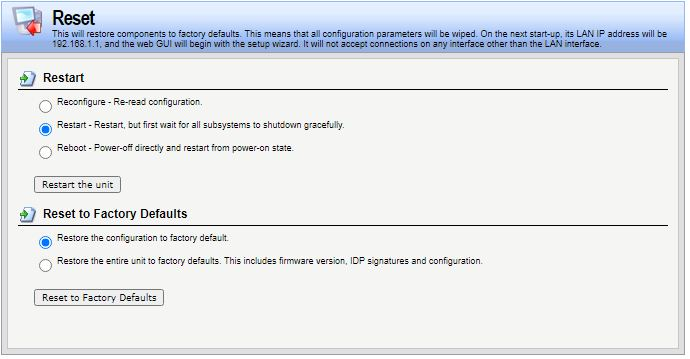 Reset
This will restore components to factory defaults. This means that all configuration parameters will be wiped. On the next start-up, its LAN IP address will be
192.168.1.1, and the web GUI will begin with the setup wizard. It will not accept connections on any interface other than the LAN interface.
Restart
Reconfigure - Re-read configuration.
Restart - Restart, but first wait for all subsystems to shutdown gracefully.
Reboot - Power-off directly and restart from power-on state.
Restart the unit
Reset to Factory Defaults
Restore the configuration to factory default.
Restore the entire unit to factory defaults. This includes firmware version, IDP signatures and configuration.
Reset to Factory Defaults